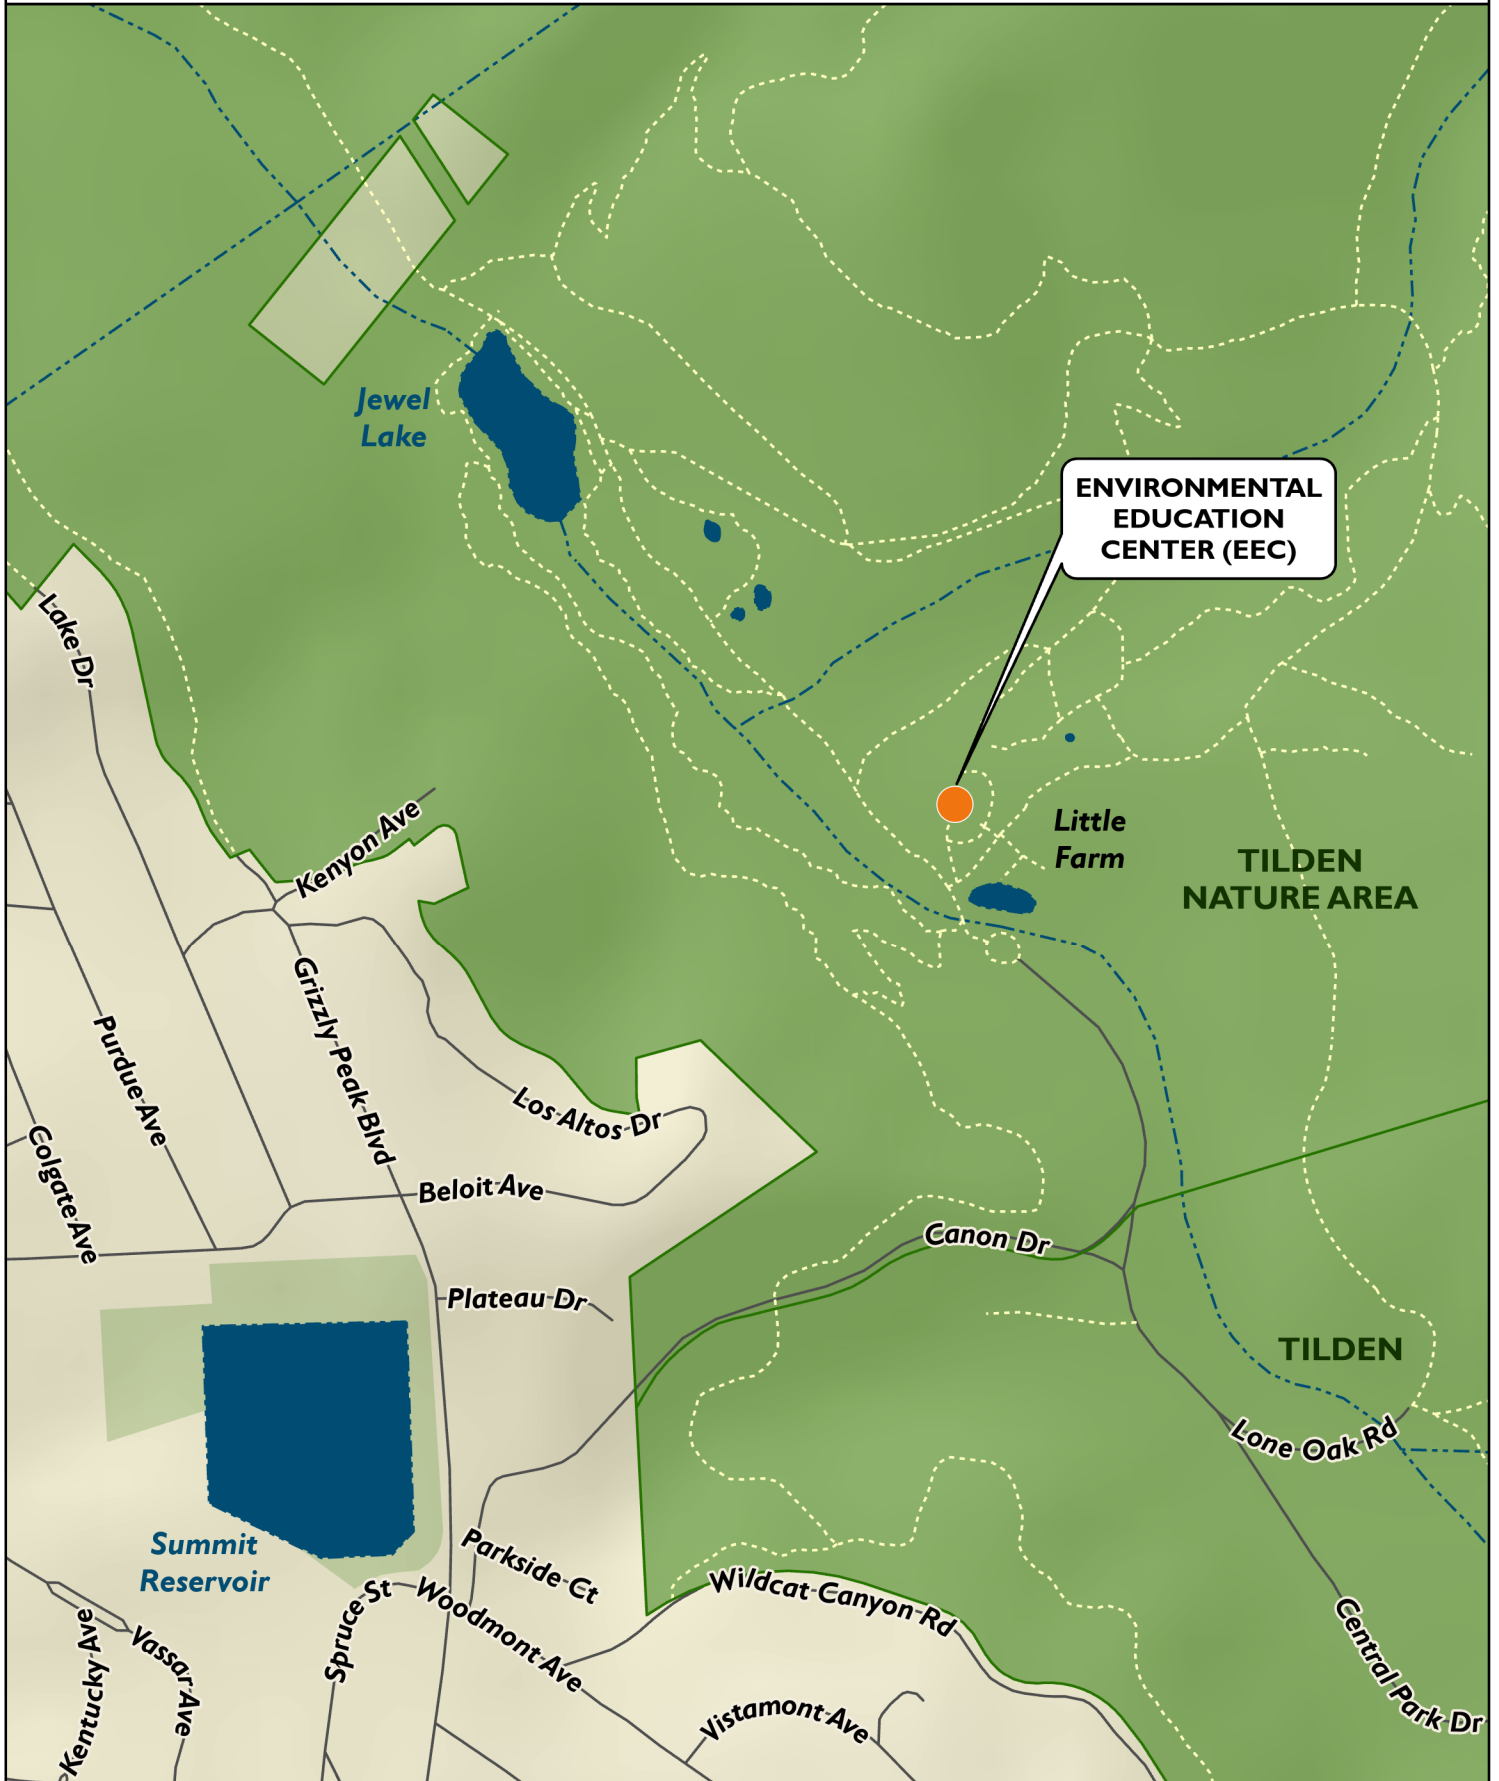 Jewel
Lake
ENVIRONMENTAL
EDUCATION
CENTER (EEC)
Lake Dr
Kenyon Ave
Little
Farm
TILDEN
NATURE AREA
Grizzly Peak Blvd
Purdue Ave
Los Altos Dr
Colgate Ave
Beloit Ave
Canon Dr
Plateau Dr
TILDEN
Lone Oak Rd
Summit
Reservoir
Parkside Ct
Spruce St
Woodmont Ave
Wildcat Canyon Rd
Kentucky Ave
Vassar Ave
Vistamont Ave
Central Park Dr